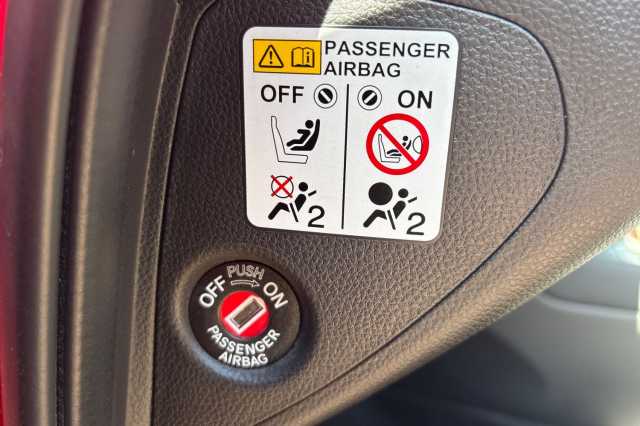 PASSENGER
AIRBAG
OFF ON
2 2
PUSH
OFF ON
PASSENGER
AIRBAG